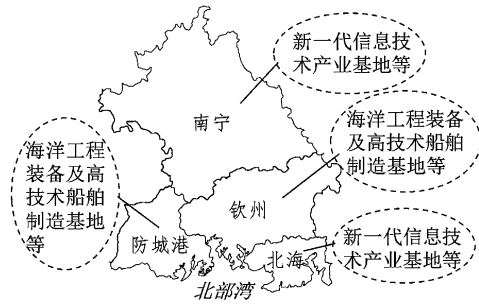 新一代信息技
术产业基地等
南宁
海洋工程装备
及高技术船舶
制造基地等
海洋工程
装备及高
技术船舶
制造基地
等
钦州
防城港
北海
新一代信息技
术产业基地等
北部湾